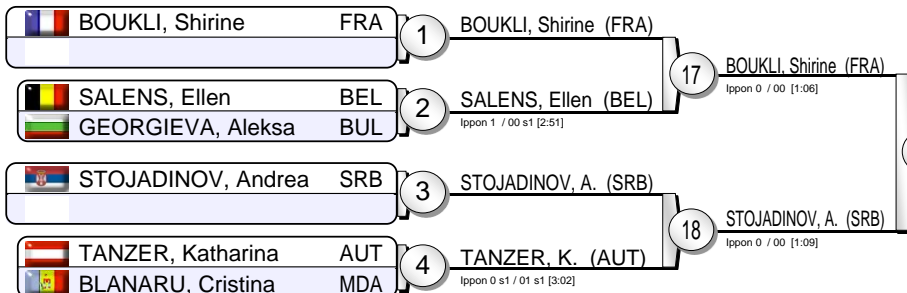 BOUKLI, Shirine FRA
1
BOUKLI, Shirine (FRA)
17
BOUKLI, Shirine (FRA)
Ippon 0 / 00 [1:06]
SALENS, Ellen BEL
GEORGIEVA, Aleksa BUL
2
SALENS, Ellen (BEL)
Ippon 1 / 00 s1 [2:51]
STOJADINOV, Andrea SRB
3
STOJADINOV, A. (SRB)
18
STOJADINOV, A. (SRB)
Ippon 0 / 00 [1:09]
TANZER, Katharina AUT
BLANARU, Cristina MDA
4
TANZER, K. (AUT)
Ippon 0 s1 / 01 s1 [3:02]